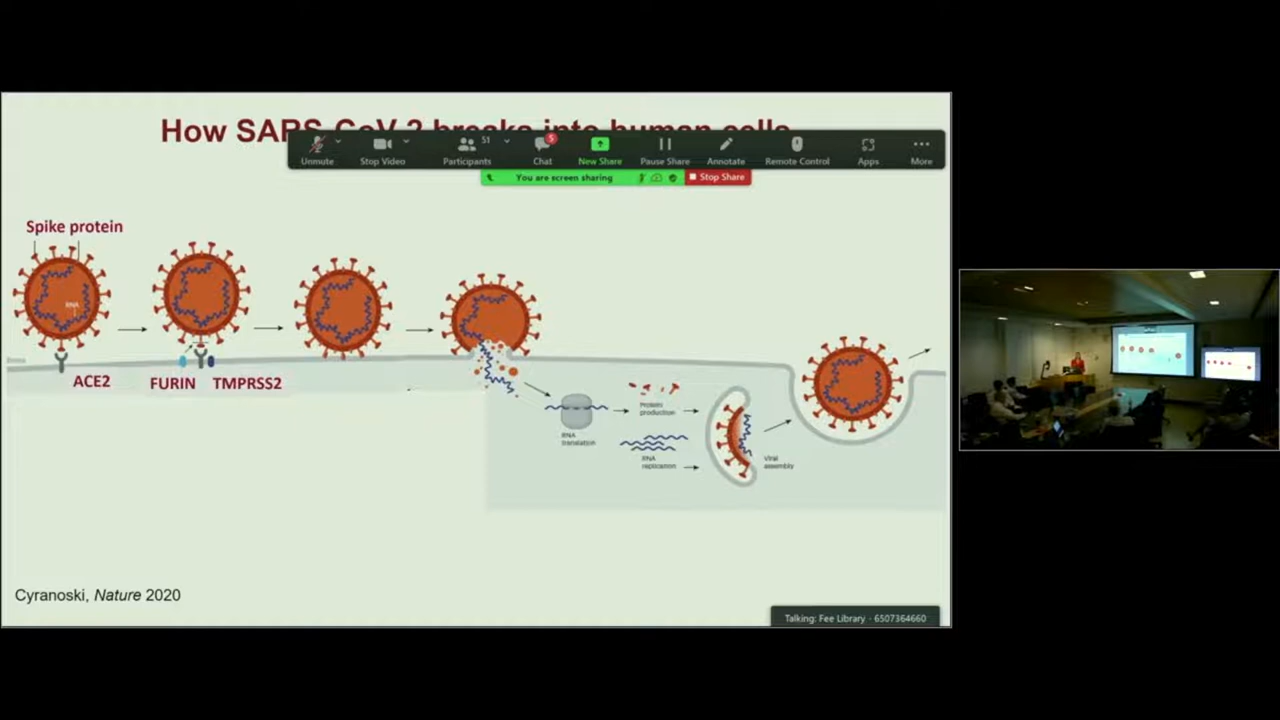 How SARS-CoV-2 breaks into human cells
Unmute
Stop Video
51
Participants
5
Chat
New Share
Pause Share
Annotate
Remote Control
Apps
More
You are screen sharing
Stop Share
Spike protein
RNA
ACE2
FURIN
TMPRSS2
RNA
translation
Protein
production
RNA
replication
Viral
assembly
Cyranoski, Nature 2020
Talking: Fee Library - 6507364660